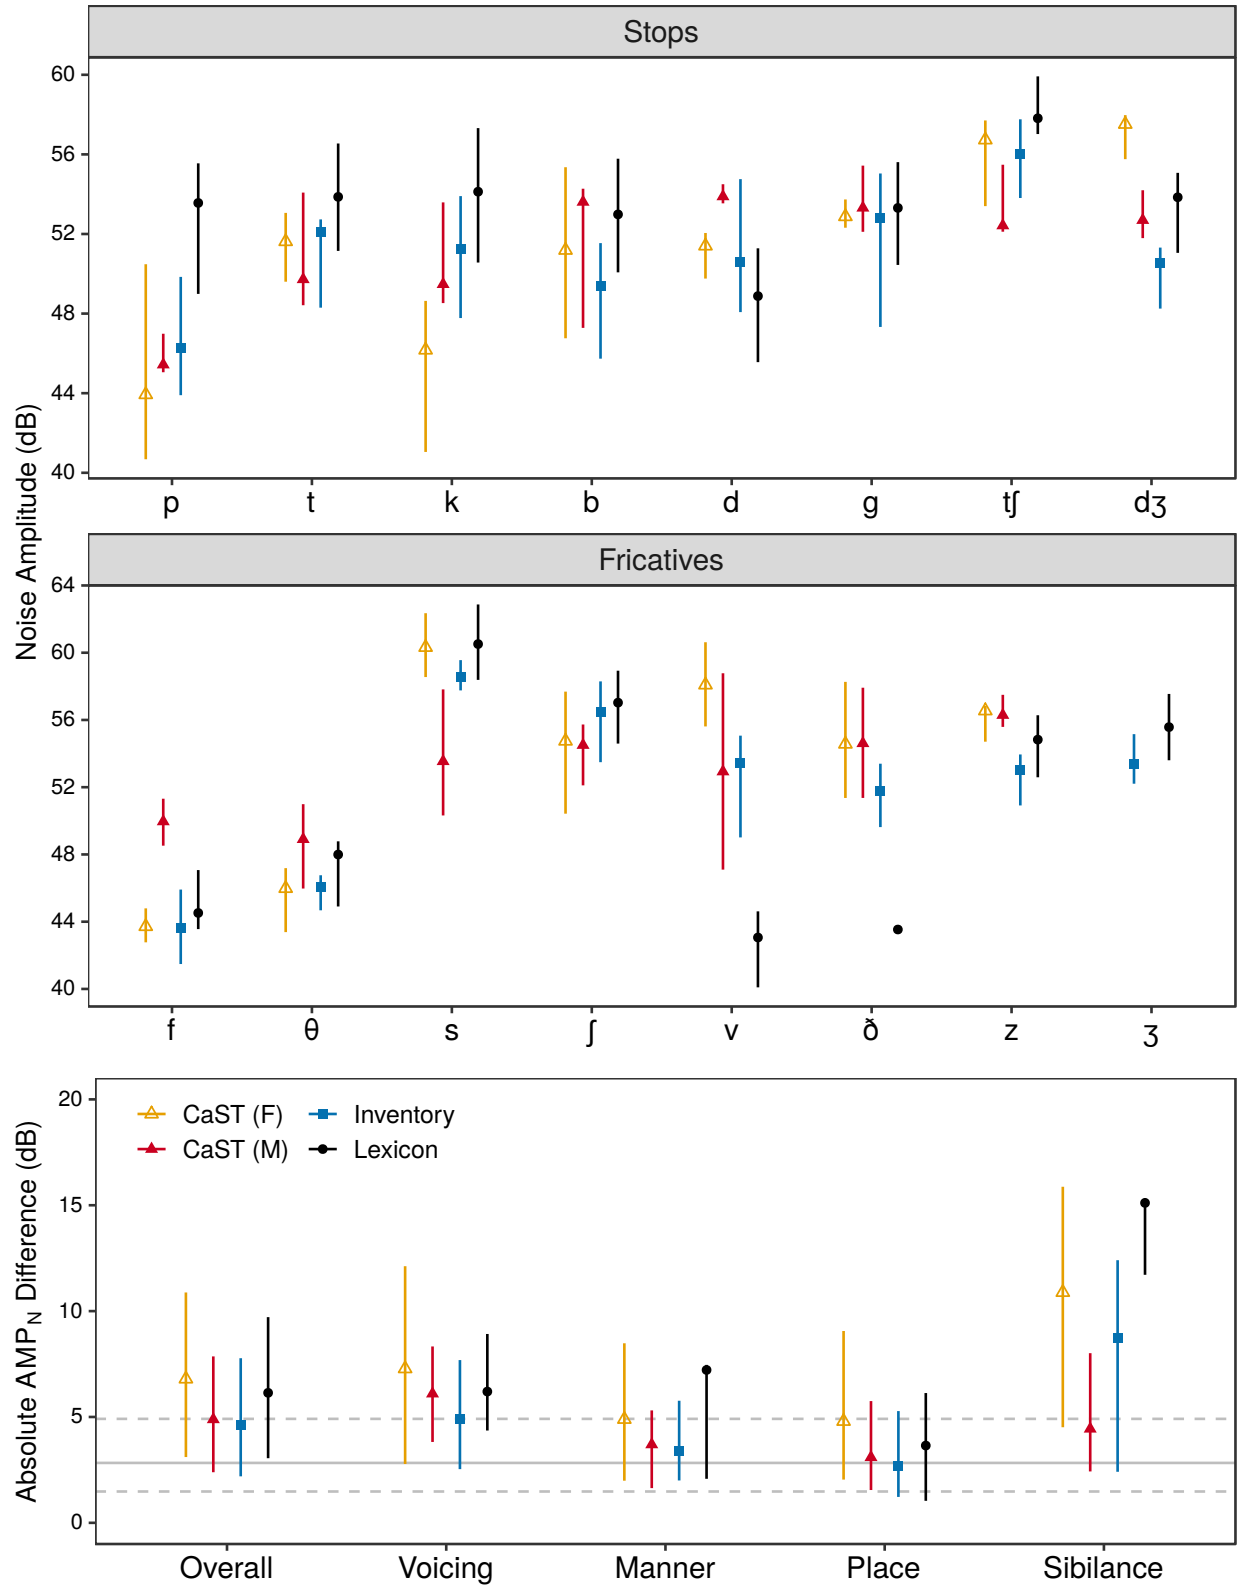 Stops
Noise Amplitude (dB)
60
56
52
48
44
40
p t k b d g tʃ dʒ
Fricatives
64
60
56
52
48
44
40
f θ s ʃ v ð z ʒ
Absolute AMP_N Difference (dB)
20
15
10
5
0
CaST (F) Inventory
CaST (M) Lexicon
Overall Voicing Manner Place Sibilance